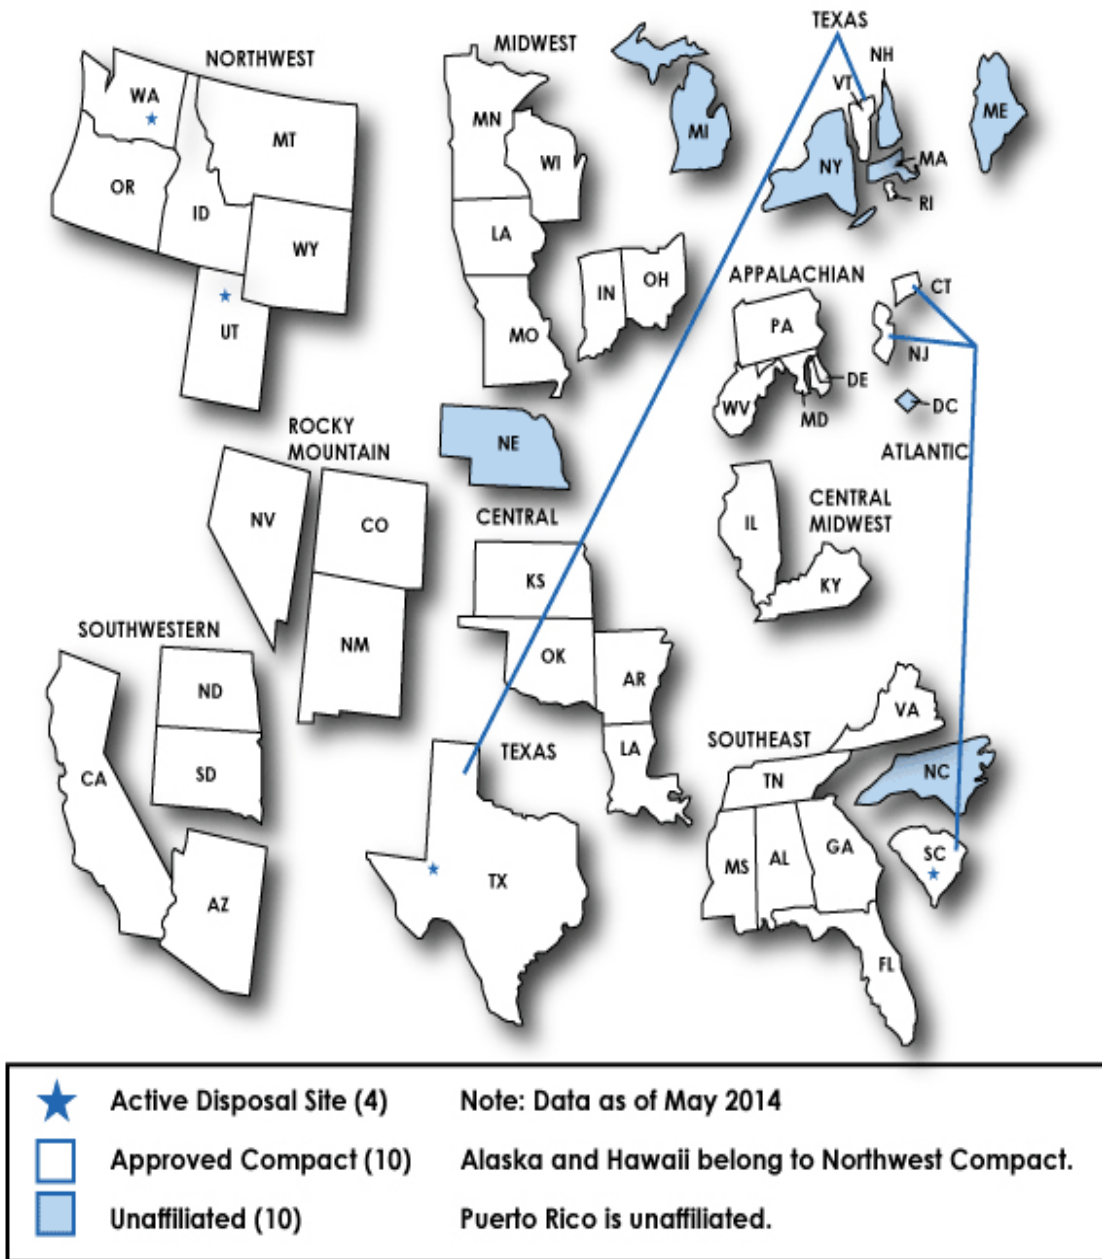 TEXAS
NORTHWEST
MIDWEST
NH
VT
WA
MT
MN
MI
ME
NY
MA
WI
OR
ID
RI
LA
WY
APPALACHIAN
IN
OH
CT
UT
MO
PA
NJ
DE
WV
MD
DC
ROCKY
MOUNTAIN
NE
ATLANTIC
CENTRAL
NV
CO
IL
CENTRAL
MIDWEST
KS
KY
SOUTHWESTERN
NM
OK
ND
AR
VA
TEXAS
LA
SOUTHEAST
CA
SD
TN
NC
MS
AL
GA
SC
TX
AZ
FL
Active Disposal Site (4) Note: Data as of May 2014
Approved Compact (10) Alaska and Hawaii belong to Northwest Compact.
Unaffiliated (10) Puerto Rico is unaffiliated.